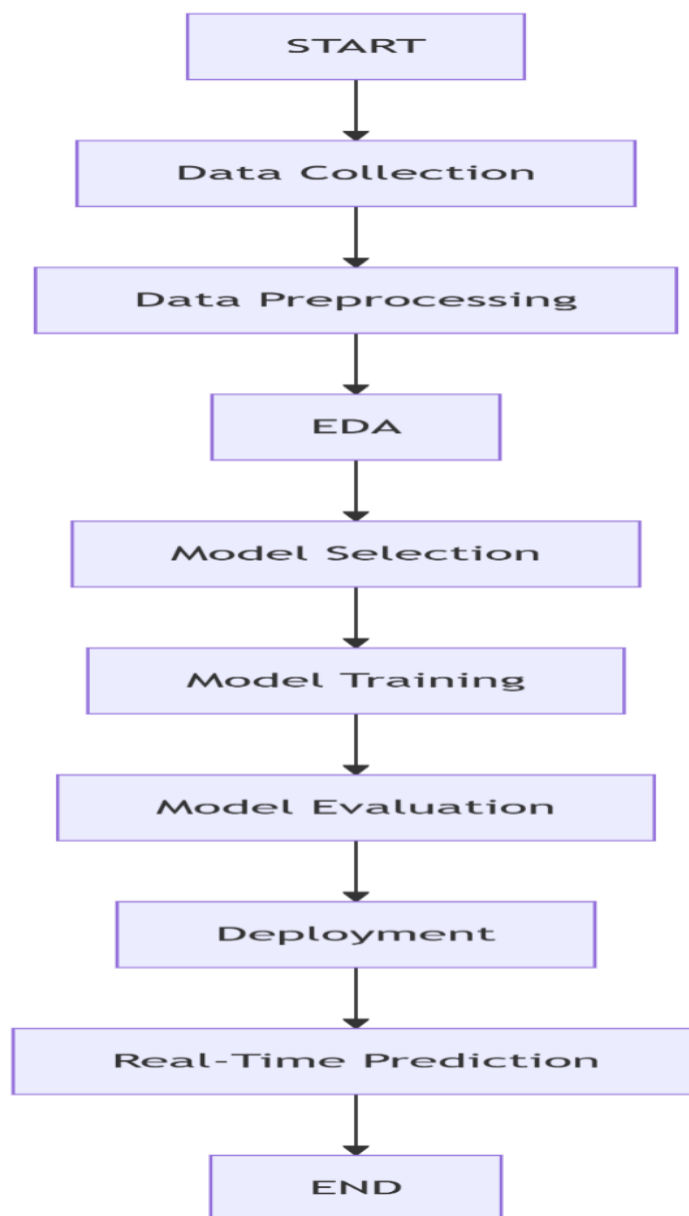 START
Data Collection
Data Preprocessing
EDA
Model Selection
Model Training
Model Evaluation
Deployment
Real-Time Prediction
END